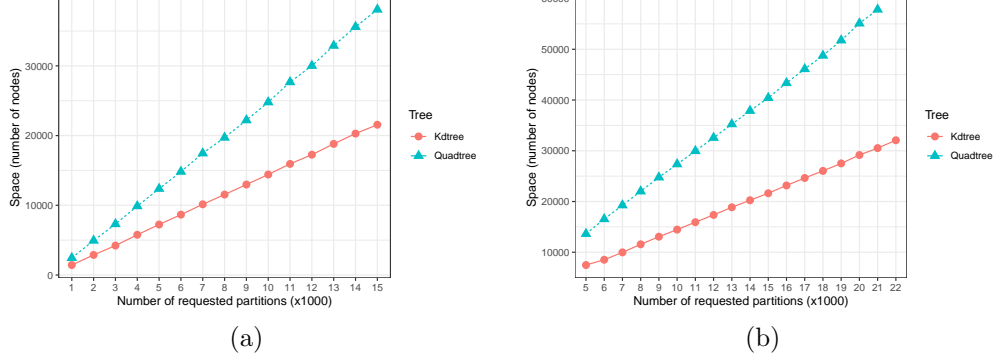 60000
Space (number of nodes)
30000
20000
10000
0
1 2 3 4 5 6 7 8 9 10 11 12 13 14 15
Number of requested partitions (x1000)
Tree
Kdtree
Quadtree
(a)
Space (number of nodes)
50000
40000
30000
20000
10000
5 6 7 8 9 10 11 12 13 14 15 16 17 18 19 20 21 22
Number of requested partitions (x1000)
Tree
Kdtree
Quadtree
(b)